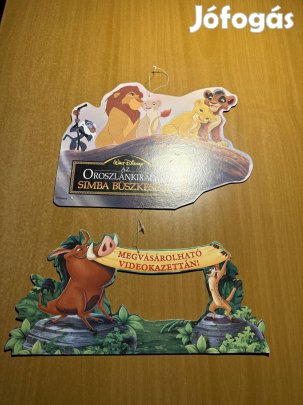 Jófogás
WALT DISNEY
AZ
OROSZLÁNKIRÁLY
SIMBA BÜSZKESÉGE
MEGVÁSÁROLHATÓ
VIDEOKAZETTÁN!